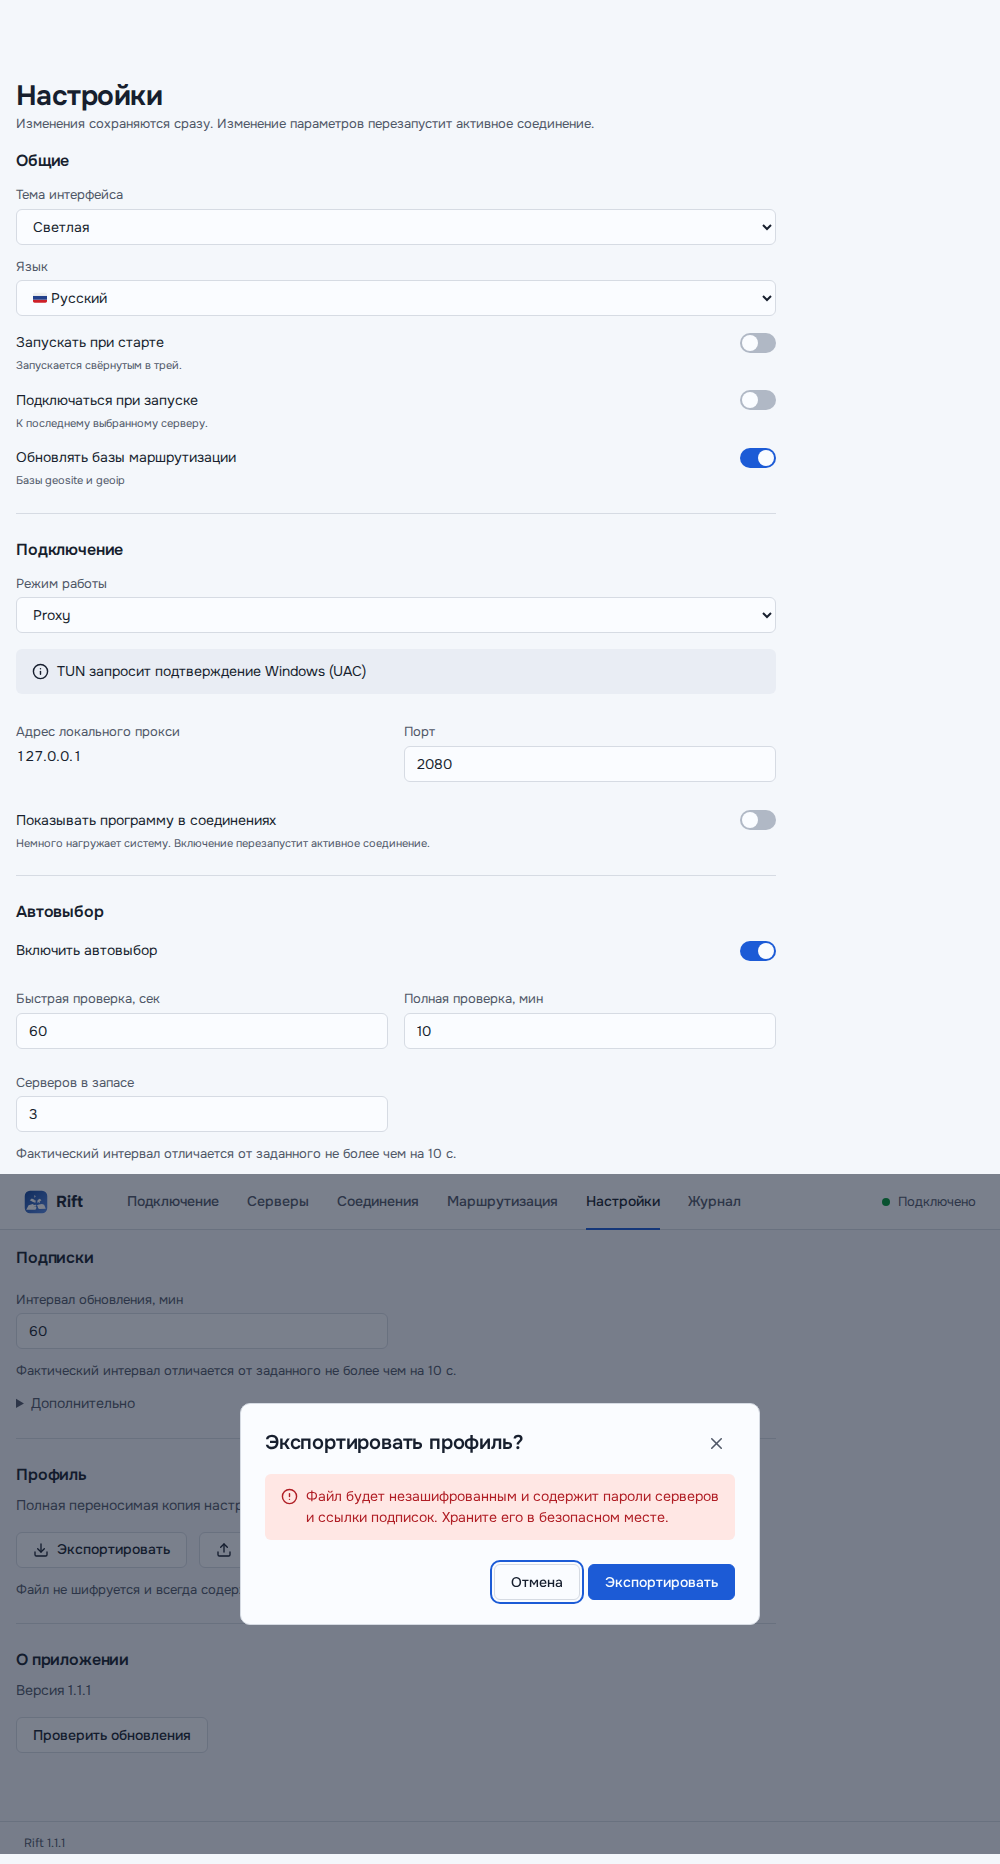 Настройки
Изменения сохраняются сразу. Изменение параметров перезапустит активное соединение.
Общие
Тема интерфейса
Светлая
Язык
Русский
Запускать при старте
Запускается свёрнутым в трей.
Подключаться при запуске
К последнему выбранному серверу.
Обновлять базы маршрутизации
Базы geosite и geoip
Подключение
Режим работы
Proxy
TUN запросит подтверждение Windows (UAC)
Адрес локального прокси
127.0.0.1
Порт
2080
Показывать программу в соединениях
Немного нагружает систему. Включение перезапустит активное соединение.
Автовыбор
Включить автовыбор
Быстрая проверка, сек
60
Полная проверка, мин
10
Серверов в запасе
3
Фактический интервал отличается от заданного не более чем на 10 с.
Rift Подключение Серверы Соединения Маршрутизация Настройки Журнал Подключено
Подписки
Интервал обновления, мин
60
Фактический интервал отличается от заданного не более чем на 10 с.
Дополнительно
Экспортировать профиль?
Файл будет незашифрованным и содержит пароли серверов
и ссылки подписок. Храните его в безопасном месте.
Отмена Экспортировать
Профиль
Полная переносимая копия
Экспортировать
Файл не шифруется и всегда
О приложении
Версия 1.1.1
Проверить обновления
Rift 1.1.1